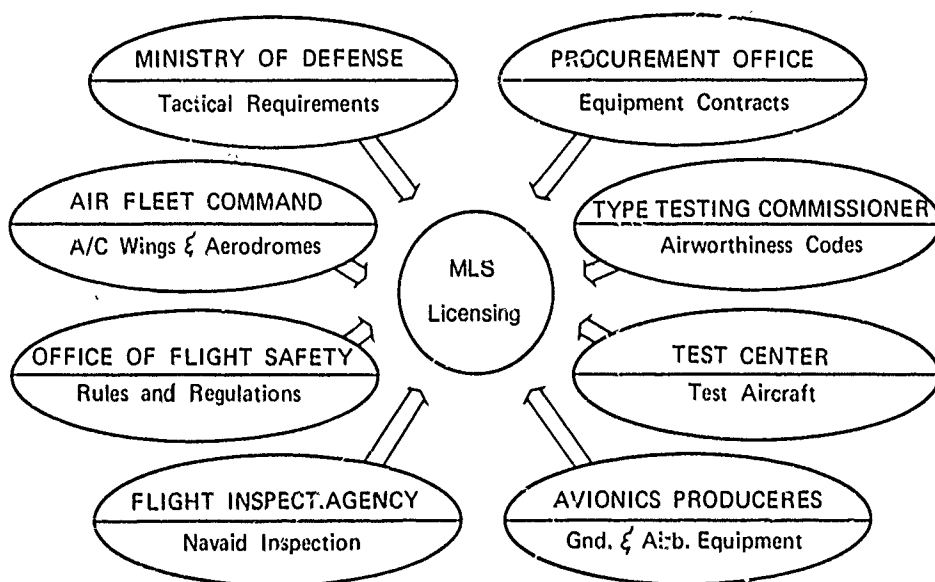 MINISTRY OF DEFENSE
Tactical Requirements
PROCUREMENT OFFICE
Equipment Contracts
AIR FLEET COMMAND
A/C Wings & Aerodromes
TYPE TESTING COMMISSIONER
Airworthiness Codes
MLS
Licensing
OFFICE OF FLIGHT SAFETY
Rules and Regulations
TEST CENTER
Test Aircraft
FLIGHT INSPECT.AGENCY
Navaid Inspection
AVIONICS PRODUCERES
Gnd. & Airb. Equipment